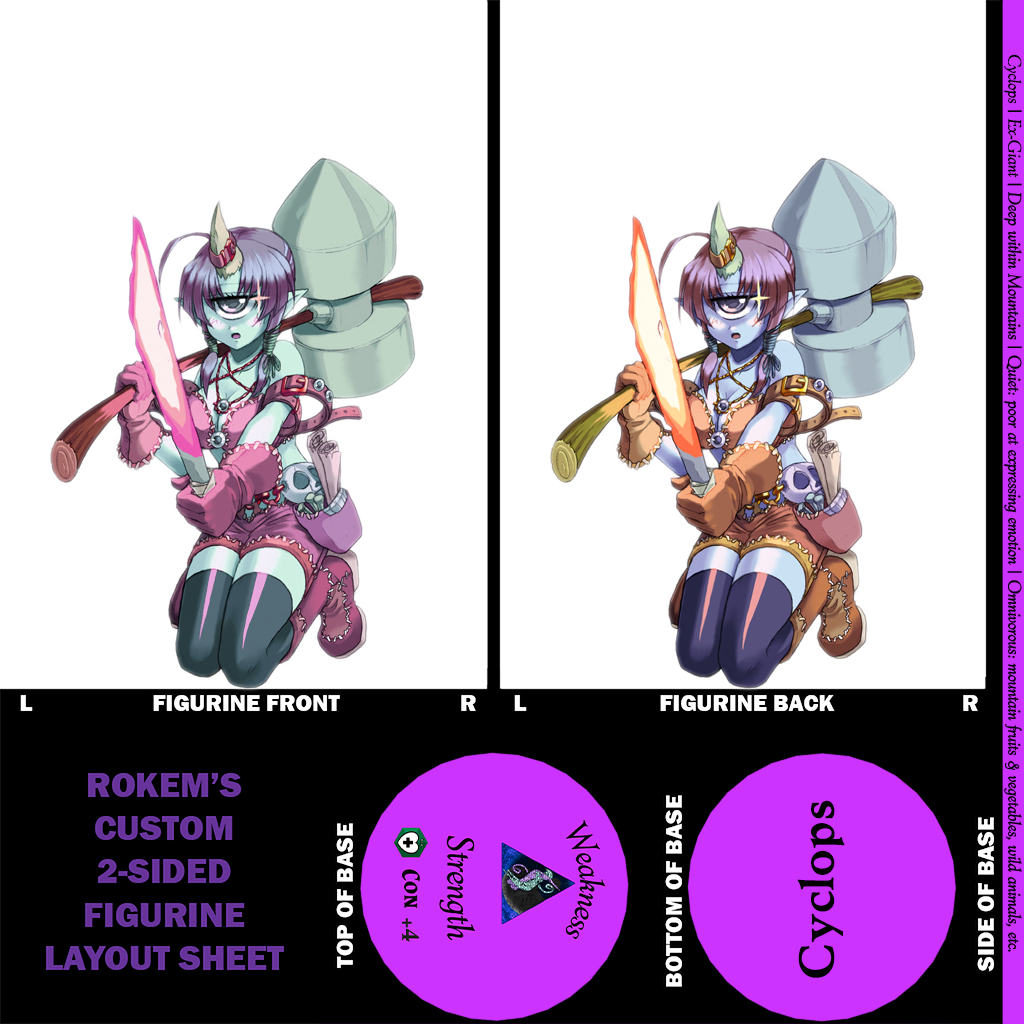 L
FIGURINE FRONT
R
L
FIGURINE BACK
R
ROKEM'S
CUSTOM
2-SIDED
FIGURINE
LAYOUT SHEET
TOP OF BASE
Weakness
Strength
CON +4
BOTTOM OF BASE
Cyclops
SIDE OF BASE
Cyclops | Ex-Giant | Deep within Mountains | Quiet: poor at expressing emotion | Omnivorous: mountain fruits & vegetables, wild animals, etc.